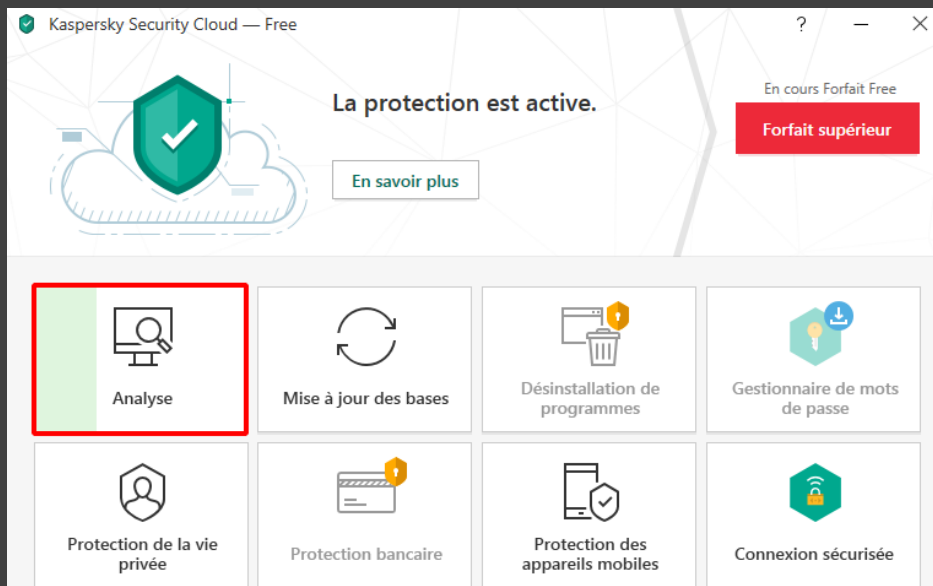 Kaspersky Security Cloud — Free
?
La protection est active.
En savoir plus
En cours Forfait Free
Forfait supérieur
Analyse
Mise à jour des bases
Désinstallation de
programmes
Gestionnaire de mots
de passe
Protection de la vie
privée
Protection bancaire
Protection des
appareils mobiles
Connexion sécurisée